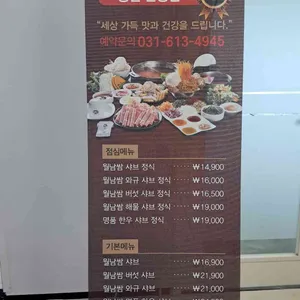 "세상 가득 맛과 건강을 드립니다."
예약문의 031-613-4945
점심메뉴
월남쌈 샤브 정식 ····· ₩14,900
월남쌈 와규 샤브 정식 ·· ₩16,000
월남쌈 버섯 샤브 정식 ·· ₩16,500
월남쌈 해물 샤브 정식 ·· ₩19,000
명품 한우 샤브 정식 ···· ₩19,000
기본메뉴
월남쌈 샤브 ········ ₩16,900
월남쌈 버섯 샤브 ····· ₩21,900
월남쌈 와규 샤브 ····· ₩21,000